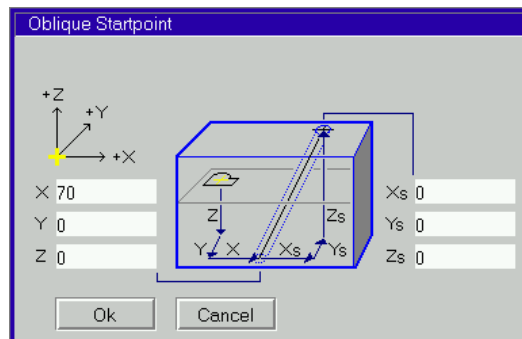 Oblique Startpoint
+Z
+Y
+X
X 70
Y 0
Z 0
Z
Y X Xs Ys
Zs
Xs 0
Ys 0
Zs 0
Ok Cancel